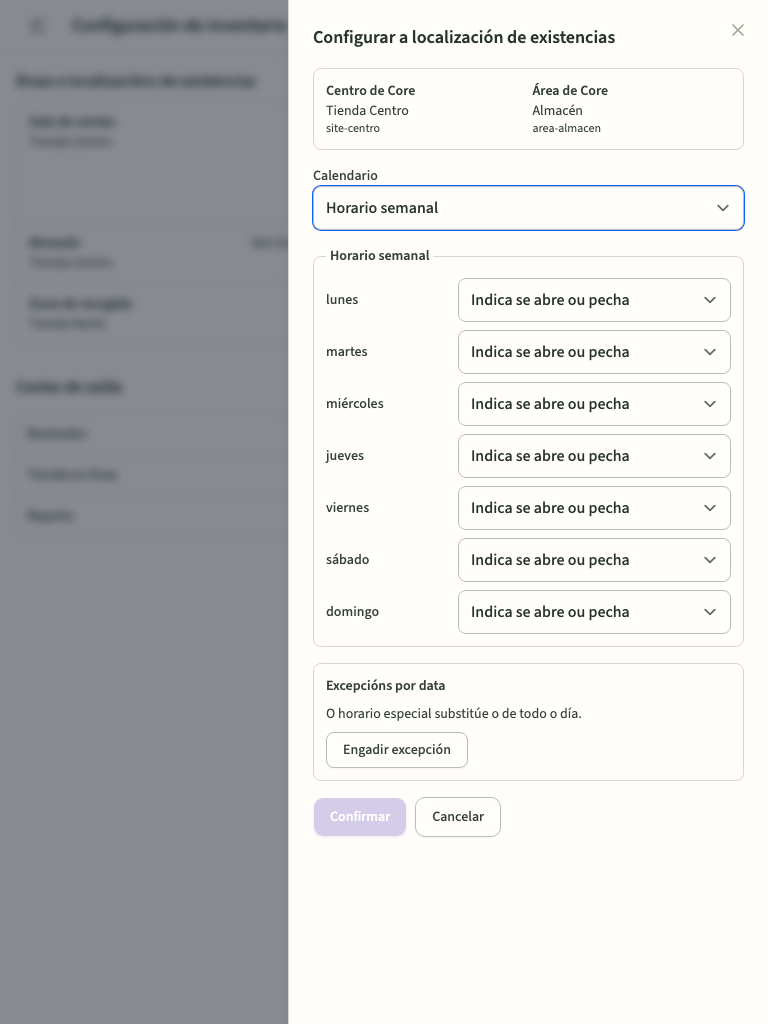 Configuración de inventario
Configurar a localización de existencias
Centro de Core
Tienda Centro
site-centro
Área de Core
Almacén
area-almacen
Calendario
Horario semanal
Horario semanal
lunes
Indica se abre ou pecha
martes
Indica se abre ou pecha
miércoles
Indica se abre ou pecha
jueves
Indica se abre ou pecha
viernes
Indica se abre ou pecha
sábado
Indica se abre ou pecha
domingo
Indica se abre ou pecha
Excepcións por data
O horario especial substitúe o de todo o día.
Engadir excepción
Confirmar
Cancelar